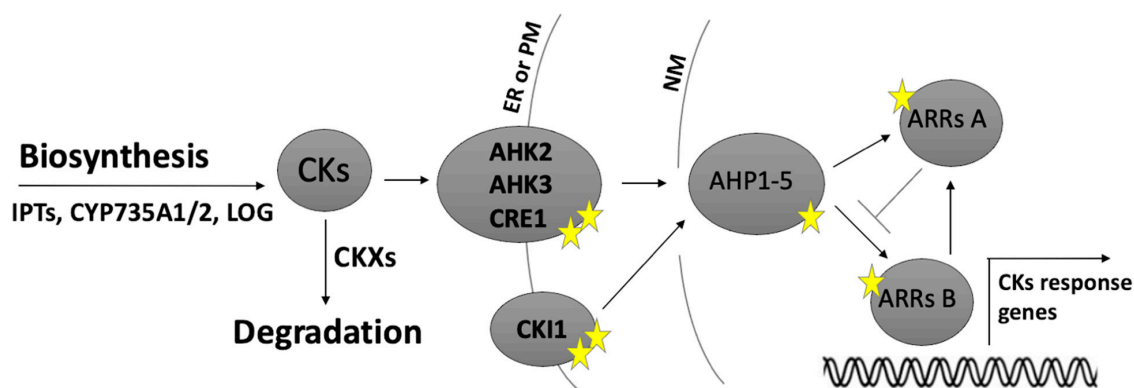 ER or PM
NM
Biosynthesis
IPTs, CYP735A1/2, LOG
CKs
CKXs
Degradation
AHK2
AHK3
CRE1
CKI1
AHP1-5
ARRs A
ARRs B
CKs response
genes